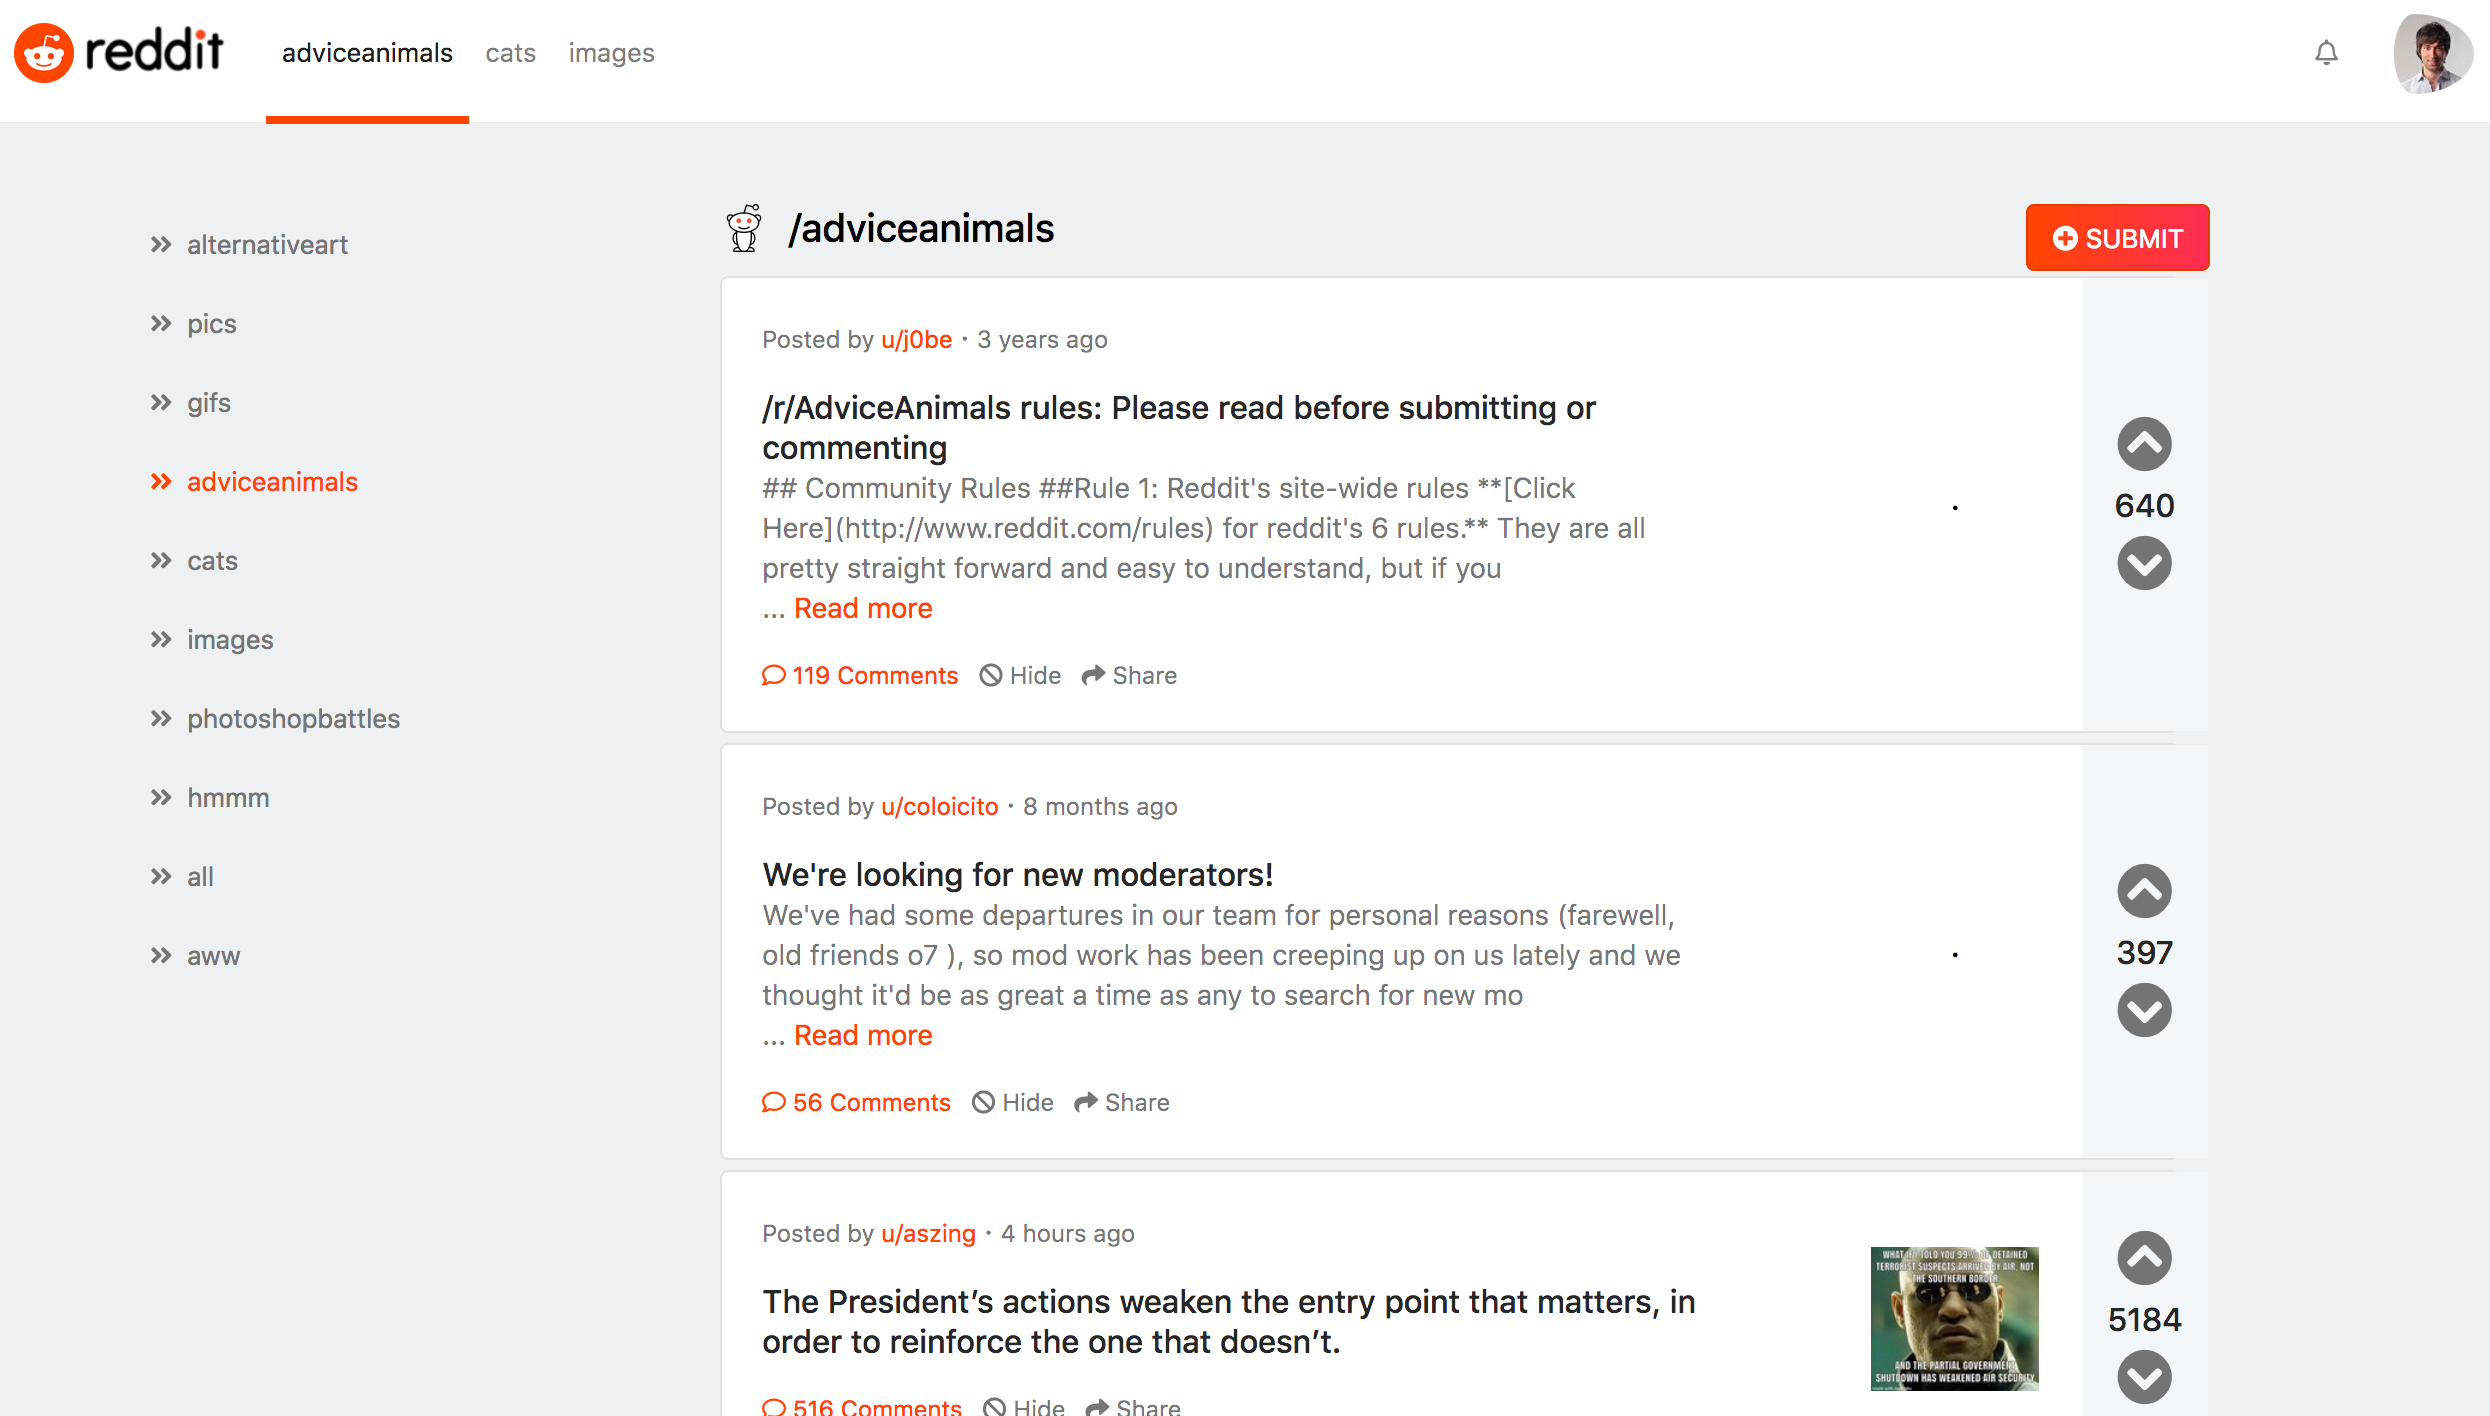 reddit
adviceanimals cats images
alternativeart
pics
gifs
adviceanimals
cats
images
photoshopbattles
hmmm
all
aww
/adviceanimals
SUBMIT
Posted by u/j0be · 3 years ago
/r/AdviceAnimals rules: Please read before submitting or
commenting
## Community Rules ##Rule 1: Reddit's site-wide rules **[Click
Here](http://www.reddit.com/rules) for reddit's 6 rules.** They are all
pretty straight forward and easy to understand, but if you
... Read more
119 Comments Hide Share
.
640
Posted by u/coloicito · 8 months ago
We're looking for new moderators!
We've had some departures in our team for personal reasons (farewell,
old friends o7 ), so mod work has been creeping up on us lately and we
thought it'd be as great a time as any to search for new mo
... Read more
56 Comments Hide Share
.
397
Posted by u/aszing · 4 hours ago
The President’s actions weaken the entry point that matters, in
order to reinforce the one that doesn’t.
516 Comments Hide Share
WHAT IF I TOLD YOU 99% OF DETAINED
TERRORIST SUSPECTS ARRIVED BY AIR, NOT
THE SOUTHERN BORDER
AND THE PARTIAL GOVERNMENT
SHUTDOWN HAS WEAKENED AIR SECURITY
5184